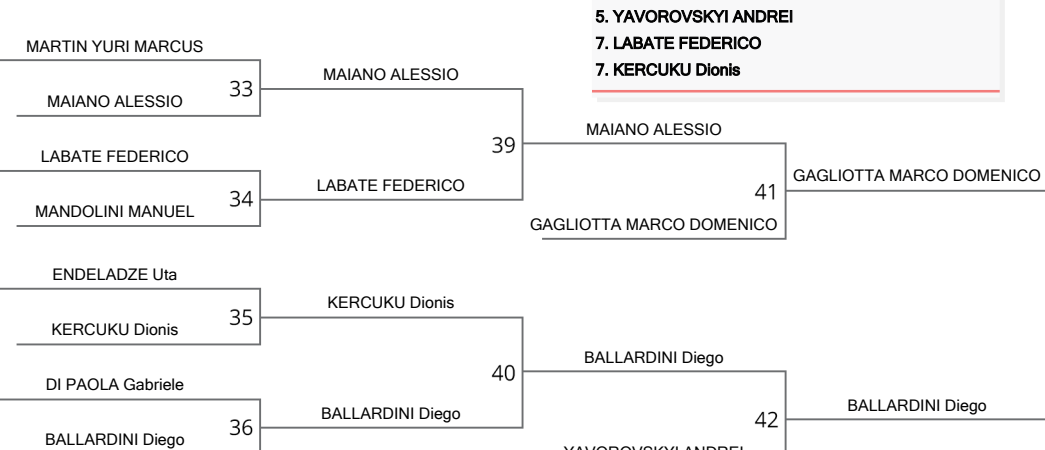 5. YAVOROVSKYI ANDREI
7. LABATE FEDERICO
7. KERCUKU Dionis
MARTIN YURI MARCUS
33
MAIANO ALESSIO
MAIANO ALESSIO
LABATE FEDERICO
34
MANDOLINI MANUEL
LABATE FEDERICO
39
MAIANO ALESSIO
41
GAGLIOTTA MARCO DOMENICO
GAGLIOTTA MARCO DOMENICO
ENDELADZE Uta
35
KERCUKU Dionis
KERCUKU Dionis
DI PAOLA Gabriele
36
BALLARDINI Diego
BALLARDINI Diego
40
BALLARDINI Diego
42
YAVOROVSKYI ANDREI
BALLARDINI Diego